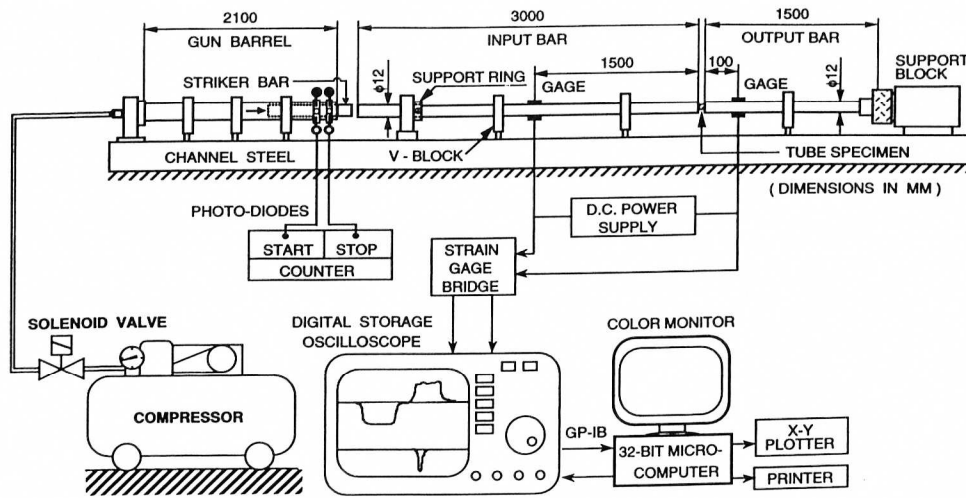 2100
GUN BARREL
3000
INPUT BAR
1500
OUTPUT BAR
STRIKER BAR
φ12
SUPPORT RING
1500
GAGE
100
GAGE
φ12
SUPPORT
BLOCK
CHANNEL STEEL
V - BLOCK
TUBE SPECIMEN
( DIMENSIONS IN MM )
PHOTO-DIODES
START
STOP
COUNTER
D.C. POWER
SUPPLY
STRAIN
GAGE
BRIDGE
SOLENOID VALVE
DIGITAL STORAGE
OSCILLOSCOPE
COLOR MONITOR
COMPRESSOR
GP-IB
32-BIT MICRO-
COMPUTER
X-Y
PLOTTER
PRINTER